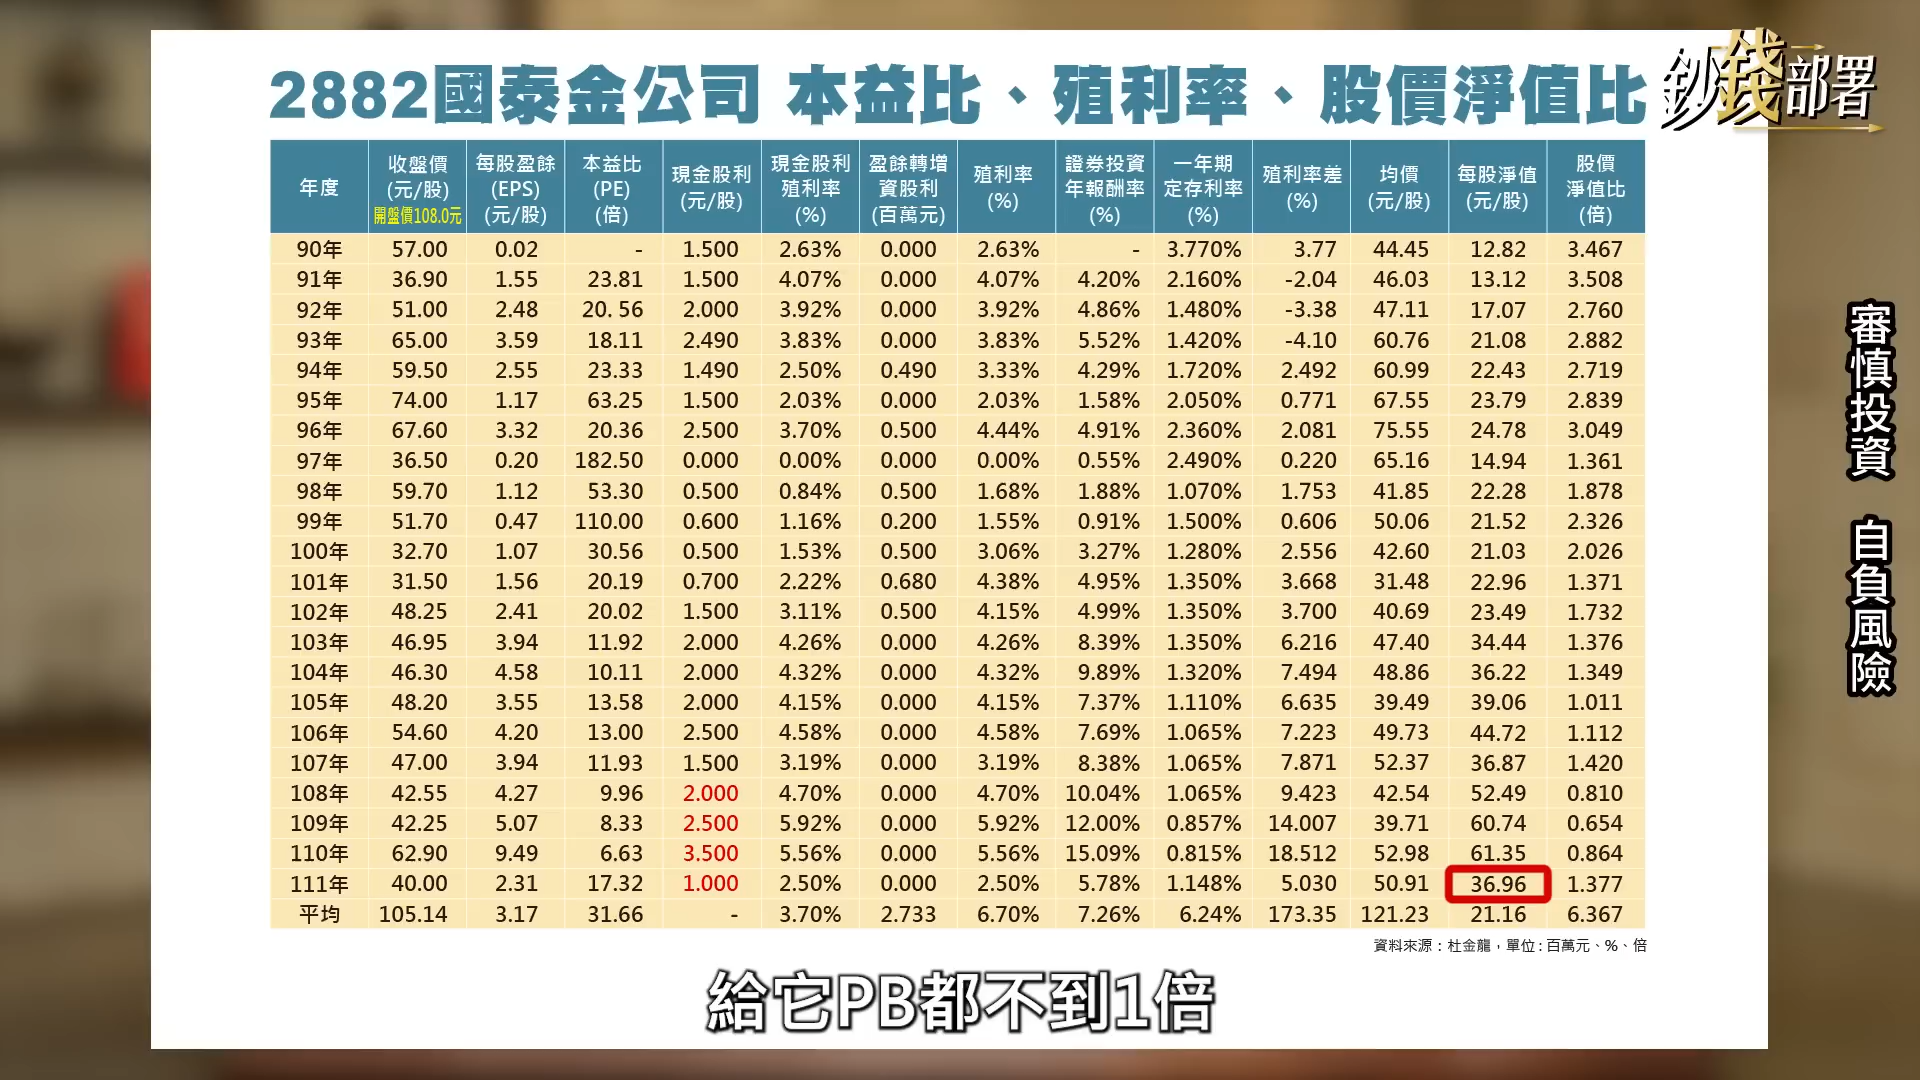 2882國泰金公司 本益比、殖利率、股價淨值比
鈔錢部署
年度 收盤價(元/股) 開盤價108.0元 每股盈餘(EPS)(元/股) 本益比(PE)(倍) 現金股利(元/股) 現金股利殖利率(%) 盈餘轉增資股利(百萬元) 殖利率(%) 證券投資年報酬率(%) 一年期定存利率(%) 殖利率差(%) 均價(元/股) 每股淨值(元/股) 股價淨值比(倍)
90年 57.00 0.02 - 1.500 2.63% 0.000 2.63% - 3.770% 3.77 44.45 12.82 3.467
91年 36.90 1.55 23.81 1.500 4.07% 0.000 4.07% 4.20% 2.160% -2.04 46.03 13.12 3.508
92年 51.00 2.48 20. 56 2.000 3.92% 0.000 3.92% 4.86% 1.480% -3.38 47.11 17.07 2.760
93年 65.00 3.59 18.11 2.490 3.83% 0.000 3.83% 5.52% 1.420% -4.10 60.76 21.08 2.882
94年 59.50 2.55 23.33 1.490 2.50% 0.490 3.33% 4.29% 1.720% 2.492 60.99 22.43 2.719
95年 74.00 1.17 63.25 1.500 2.03% 0.000 2.03% 1.58% 2.050% 0.771 67.55 23.79 2.839
96年 67.60 3.32 20.36 2.500 3.70% 0.500 4.44% 4.91% 2.360% 2.081 75.55 24.78 3.049
97年 36.50 0.20 182.50 0.000 0.00% 0.000 0.00% 0.55% 2.490% 0.220 65.16 14.94 1.361
98年 59.70 1.12 53.30 0.500 0.84% 0.500 1.68% 1.88% 1.070% 1.753 41.85 22.28 1.878
99年 51.70 0.47 110.00 0.600 1.16% 0.200 1.55% 0.91% 1.500% 0.606 50.06 21.52 2.326
100年 32.70 1.07 30.56 0.500 1.53% 0.500 3.06% 3.27% 1.280% 2.556 42.60 21.03 2.026
101年 31.50 1.56 20.19 0.700 2.22% 0.680 4.38% 4.95% 1.350% 3.668 31.48 22.96 1.371
102年 48.25 2.41 20.02 1.500 3.11% 0.500 4.15% 4.99% 1.350% 3.700 40.69 23.49 1.732
103年 46.95 3.94 11.92 2.000 4.26% 0.000 4.26% 8.39% 1.350% 6.216 47.40 34.44 1.376
104年 46.30 4.58 10.11 2.000 4.32% 0.000 4.32% 9.89% 1.320% 7.494 48.86 36.22 1.349
105年 48.20 3.55 13.58 2.000 4.15% 0.000 4.15% 7.37% 1.110% 6.635 39.49 39.06 1.011
106年 54.60 4.20 13.00 2.500 4.58% 0.000 4.58% 7.69% 1.065% 7.223 49.73 44.72 1.112
107年 47.00 3.94 11.93 1.500 3.19% 0.000 3.19% 8.38% 1.065% 7.871 52.37 36.87 1.420
108年 42.55 4.27 9.96 2.000 4.70% 0.000 4.70% 10.04% 1.065% 9.423 42.54 52.49 0.810
109年 42.25 5.07 8.33 2.500 5.92% 0.000 5.92% 12.00% 0.857% 14.007 39.71 60.74 0.654
110年 62.90 9.49 6.63 3.500 5.56% 0.000 5.56% 15.09% 0.815% 18.512 52.98 61.35 0.864
111年 40.00 2.31 17.32 1.000 2.50% 0.000 2.50% 5.78% 1.148% 5.030 50.91 36.96 1.377
平均 105.14 3.17 31.66 - 3.70% 2.733 6.70% 7.26% 6.24% 173.35 121.23 21.16 6.367
資料來源：杜金龍，單位：百萬元、%、倍
給它PB都不到1倍
審慎投資 自負風險